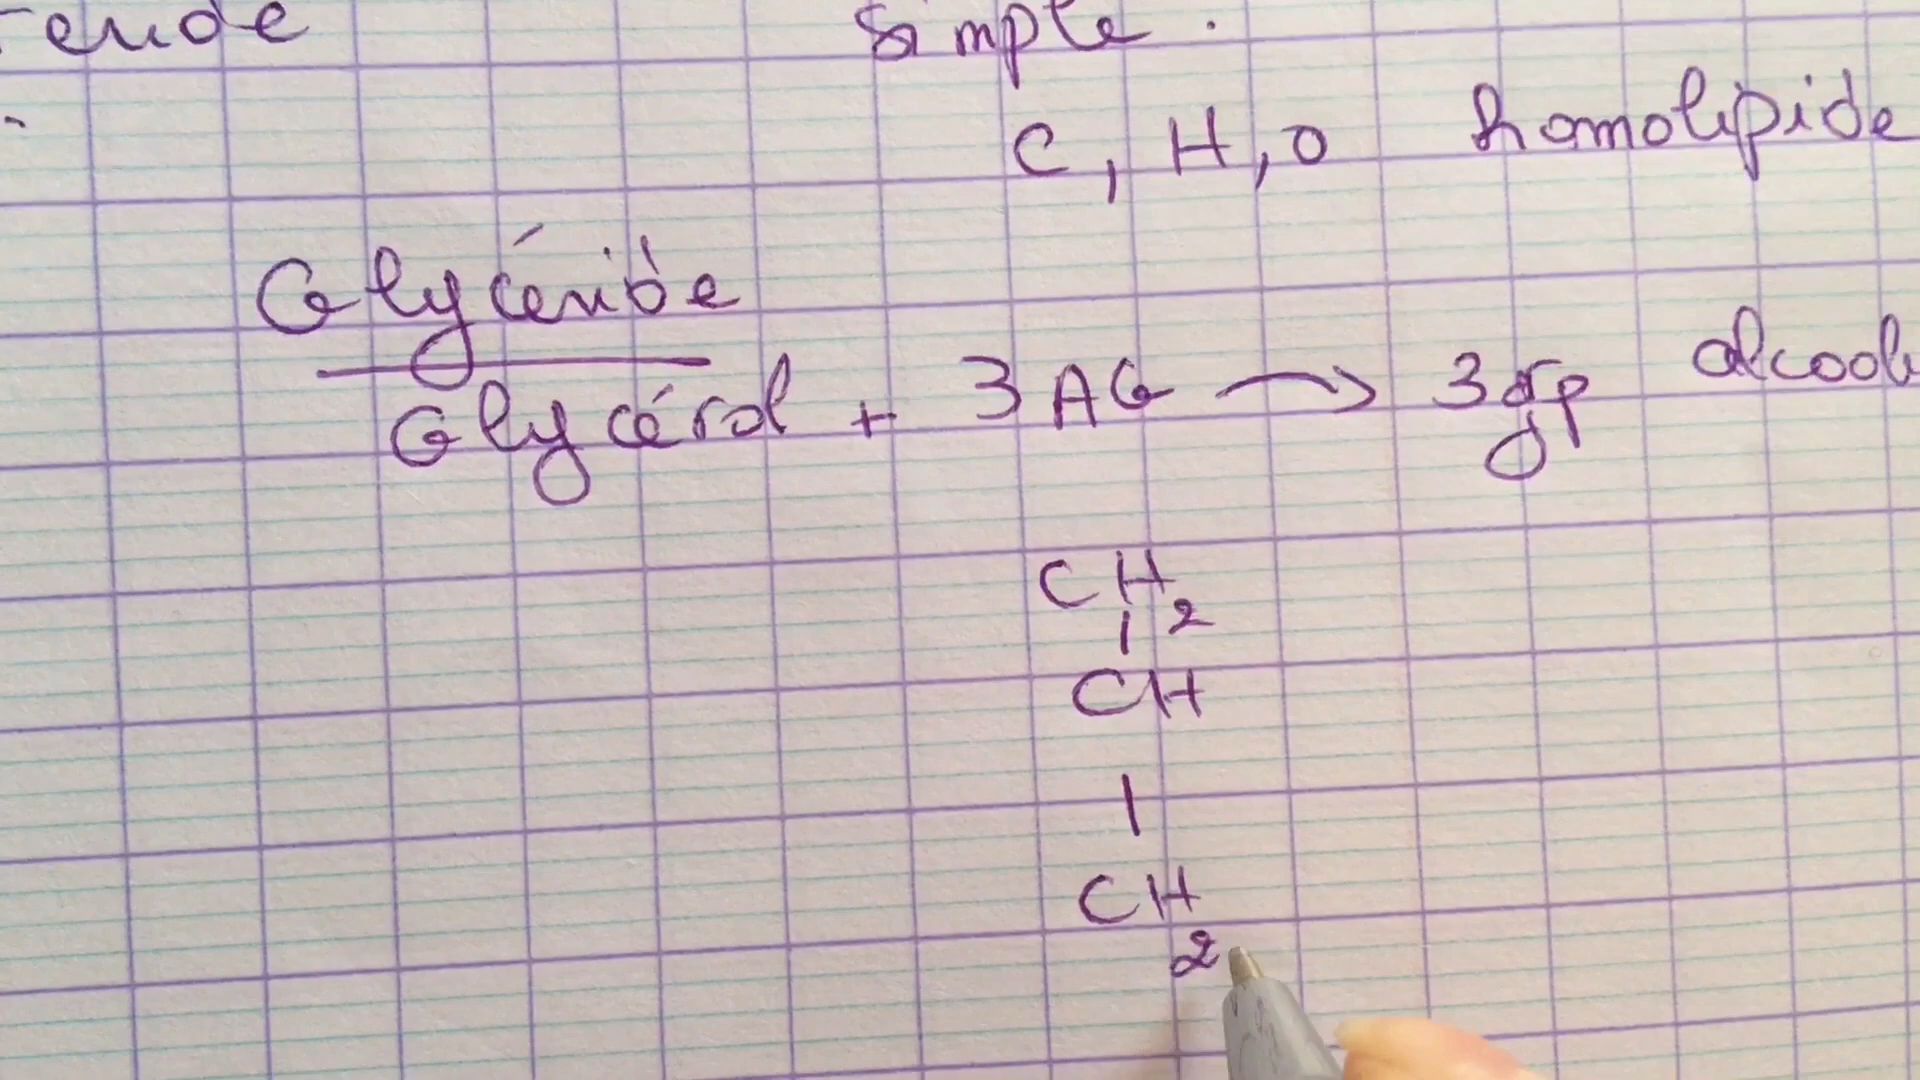 simple.
C, H, O homolipide
Glycéride
Glycérol + 3 AG → 3 gp alcool
CH2
|
CH
|
CH2